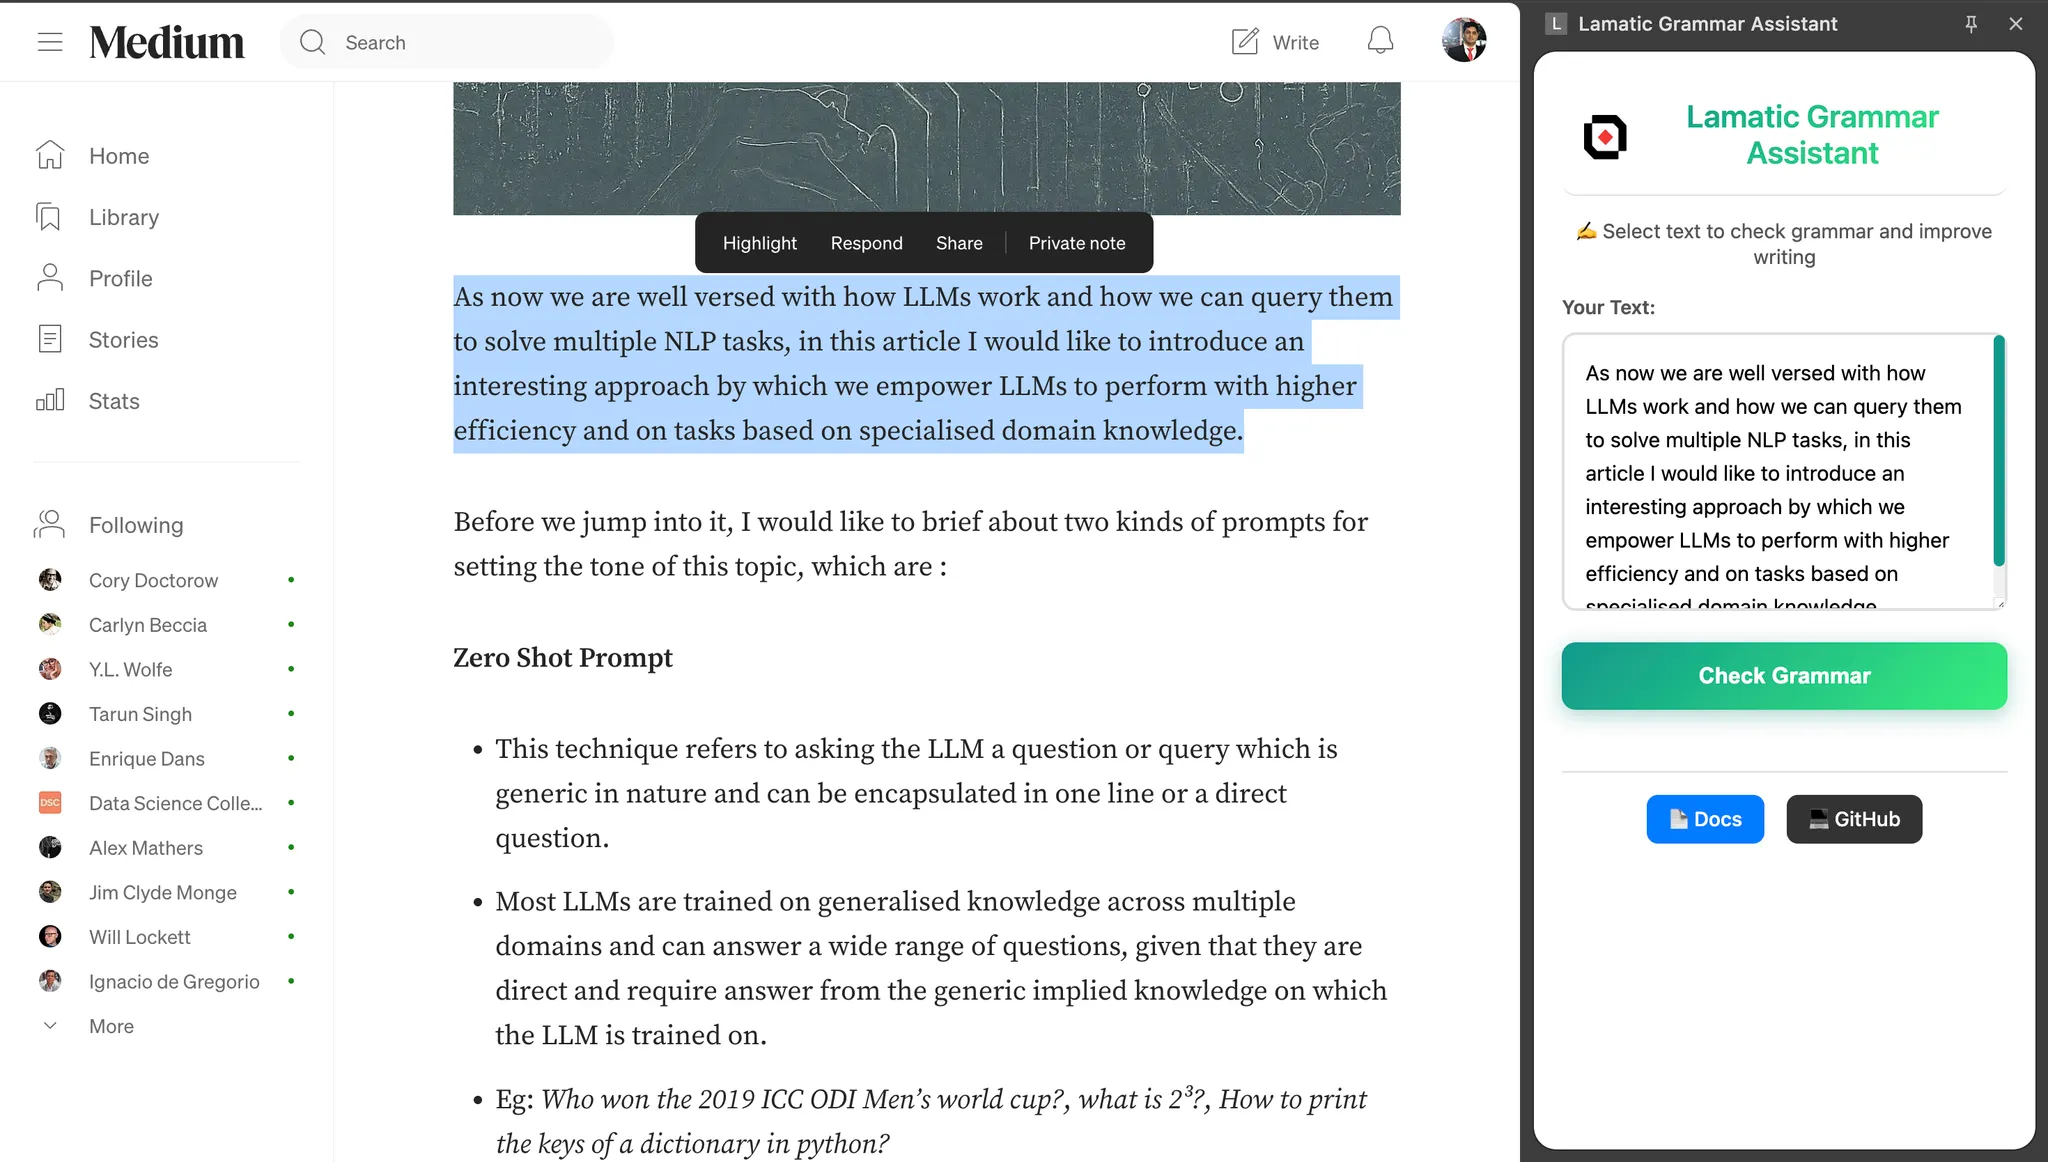 Medium
Search
Write
Home
Library
Profile
Stories
Stats
Following
Cory Doctorow
Carlyn Beccia
Y.L. Wolfe
Tarun Singh
Enrique Dans
DSC
Data Science Colle...
Alex Mathers
Jim Clyde Monge
Will Lockett
Ignacio de Gregorio
More
Highlight Respond Share Private note
As now we are well versed with how LLMs work and how we can query them
to solve multiple NLP tasks, in this article I would like to introduce an
interesting approach by which we empower LLMs to perform with higher
efficiency and on tasks based on specialised domain knowledge.
Before we jump into it, I would like to brief about two kinds of prompts for
setting the tone of this topic, which are :
Zero Shot Prompt
• This technique refers to asking the LLM a question or query which is
generic in nature and can be encapsulated in one line or a direct
question.
• Most LLMs are trained on generalised knowledge across multiple
domains and can answer a wide range of questions, given that they are
direct and require answer from the generic implied knowledge on which
the LLM is trained on.
• Eg: Who won the 2019 ICC ODI Men’s world cup?, what is 2³?, How to print
the keys of a dictionary in python?
L Lamatic Grammar Assistant
Lamatic Grammar
Assistant
✍️ Select text to check grammar and improve
writing
Your Text:
As now we are well versed with how
LLMs work and how we can query them
to solve multiple NLP tasks, in this
article I would like to introduce an
interesting approach by which we
empower LLMs to perform with higher
efficiency and on tasks based on
specialised domain knowledge
Check Grammar
Docs
GitHub